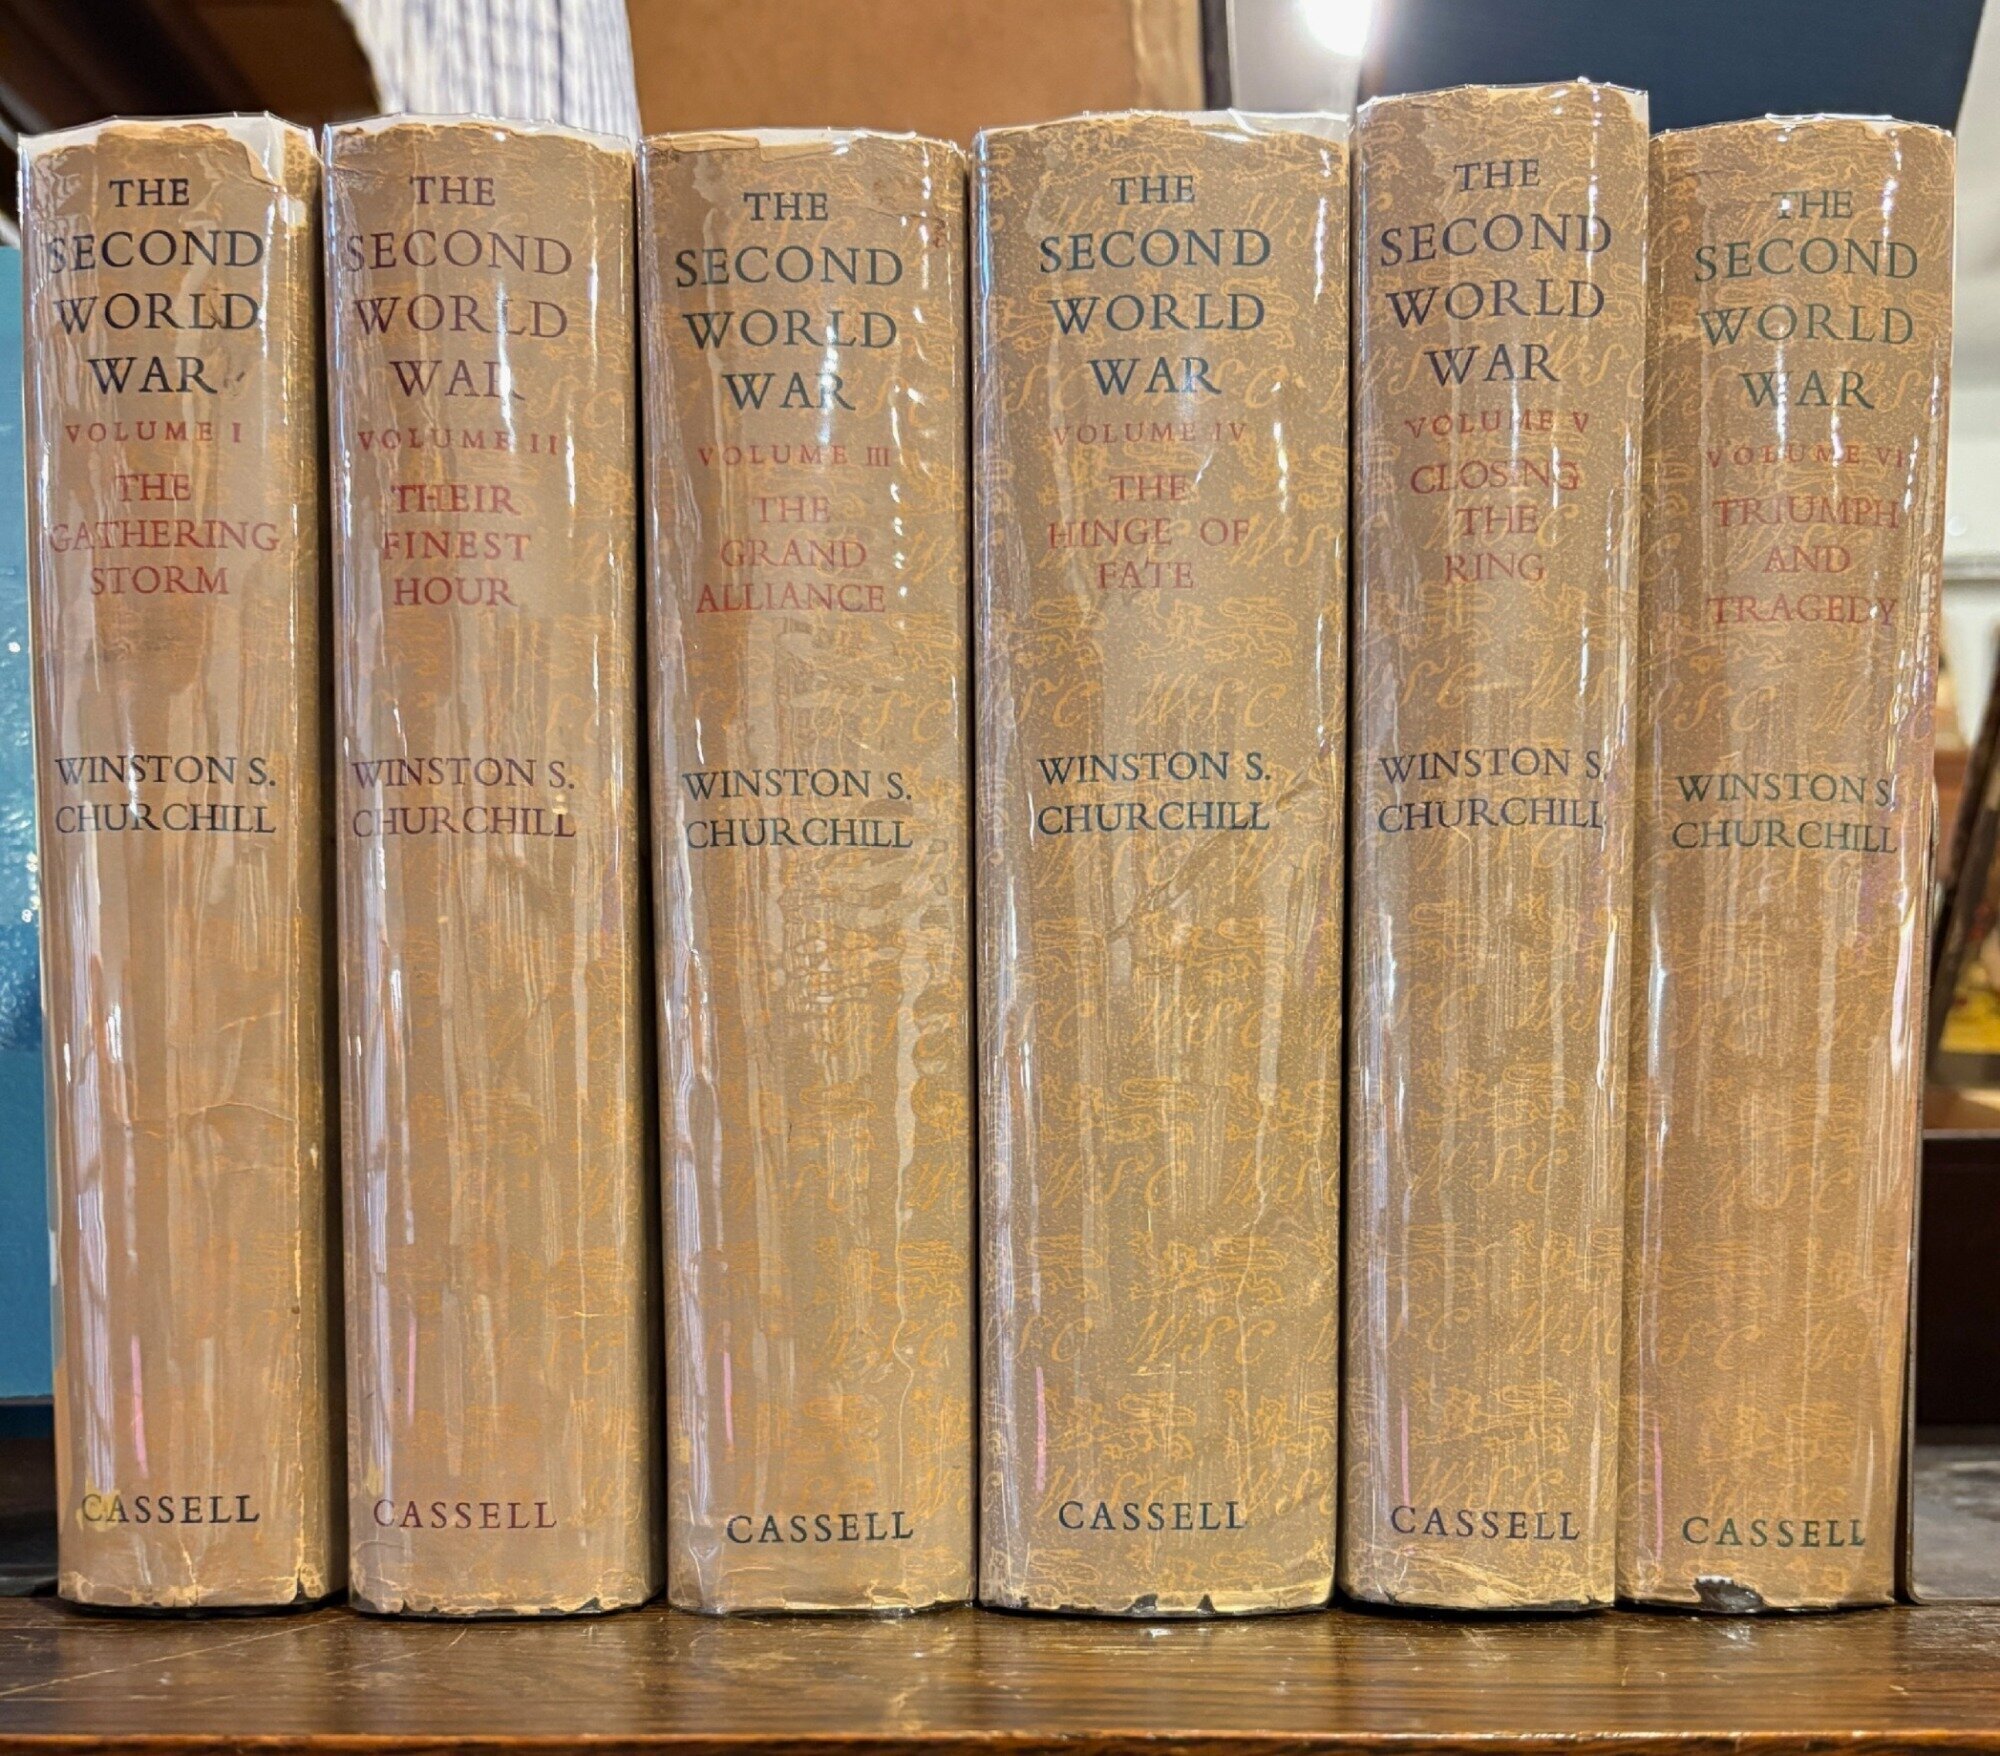 THE
SECOND
WORLD
WAR
VOLUME I
THE
GATHERING
STORM
WINSTON S.
CHURCHILL
CASSELL
THE
SECOND
WORLD
WAR
VOLUME II
THEIR
FINEST
HOUR
WINSTON S.
CHURCHILL
CASSELL
THE
SECOND
WORLD
WAR
VOLUME III
THE
GRAND
ALLIANCE
WINSTON S.
CHURCHILL
CASSELL
THE
SECOND
WORLD
WAR
VOLUME IV
THE
HINGE OF
FATE
WINSTON S.
CHURCHILL
CASSELL
THE
SECOND
WORLD
WAR
VOLUME V
CLOSING
THE
RING
WINSTON S.
CHURCHILL
CASSELL
THE
SECOND
WORLD
WAR
VOLUME VI
TRIUMPH
AND
TRAGEDY
WINSTON S.
CHURCHILL
CASSELL